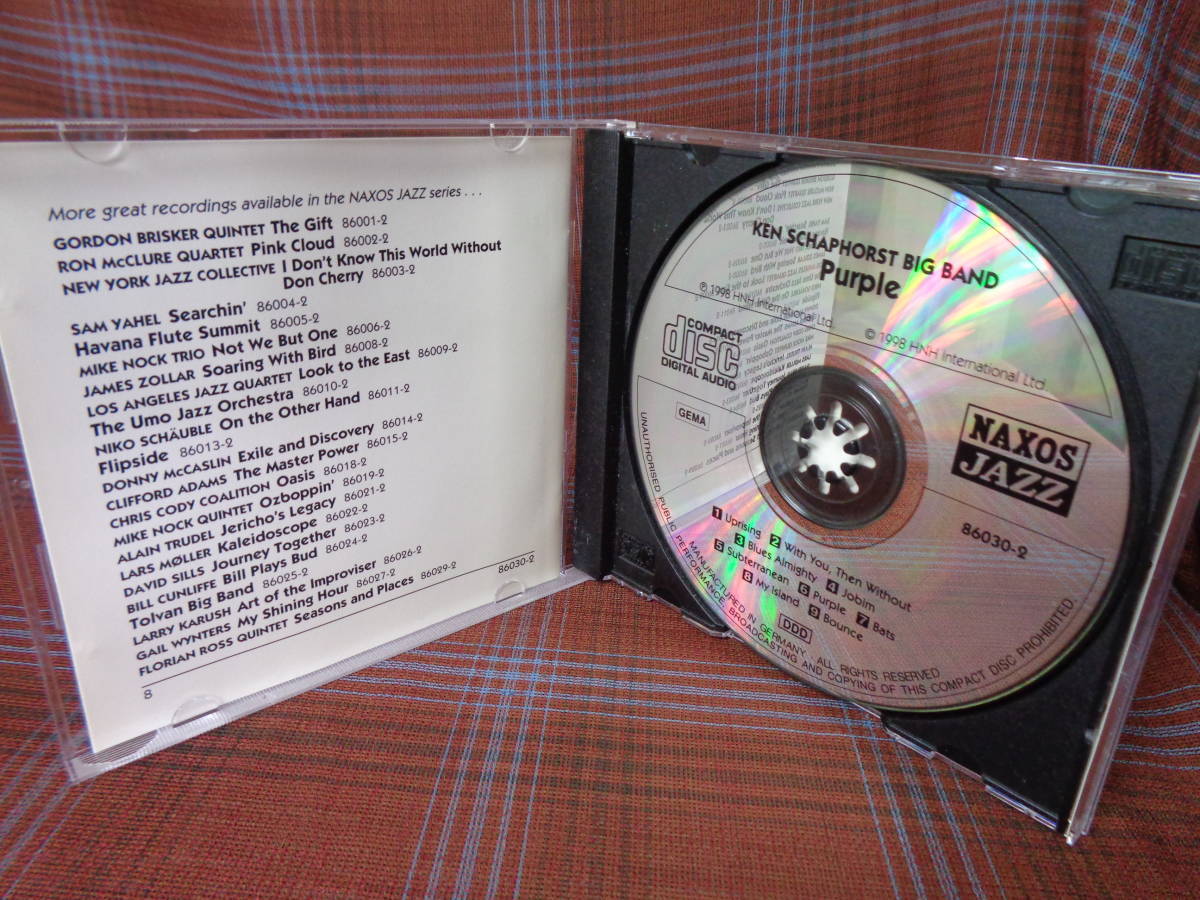 More great recordings available in the NAXOS JAZZ series . . .
GORDON BRISKER QUINTET The Gift 86001-2
RON McCLURE QUARTET Pink Cloud 86002-2
NEW YORK JAZZ COLLECTIVE I Don't Know This World Without
Don Cherry 86003-2
SAM YAHEL Searchin' 86004-2
Havana Flute Summit 86005-2
MIKE NOCK TRIO Not We But One 86006-2
JAMES ZOLLAR Soaring With Bird 86008-2
LOS ANGELES JAZZ QUARTET Look to the East 86009-2
The Umo Jazz Orchestra 86010-2
NIKO SCHÄUBLE On the Other Hand 86011-2
Flipside 86013-2
DONNY McCASLIN Exile and Discovery 86014-2
CLIFFORD ADAMS The Master Power 86015-2
CHRIS CODY COALITION Oasis 86018-2
MIKE NOCK QUINTET Ozboppin' 86019-2
ALAIN TRUDEL Jericho's Legacy 86021-2
LARS MØLLER Kaleidoscope 86022-2
DAVID SILLS Journey Together 86023-2
BILL CUNLIFFE Bill Plays Bud 86024-2
Tolvan Big Band 86025-2
LARRY KARUSH Art of the Improviser 86026-2
GAIL WYNTERS My Shining Hour 86027-2
FLORIAN ROSS QUINTET Seasons and Places 86029-2
86030-2
8
KEN SCHAPHORST BIG BAND
Purple
℗ 1998 HNH International Ltd.
© 1998 HNH International Ltd.
COMPACT
disc
DIGITAL AUDIO
GEMA
NAXOS
JAZZ
86030-2
1 Uprising 2 With You, Then Without
3 Blues Almighty 4 Jobim
5 Subterranean 6 Purple 7 Bats
8 My Island 9 Bounce
DDD
MANUFACTURED IN GERMANY · ALL RIGHTS RESERVED
UNAUTHORISED PUBLIC PERFORMANCE, BROADCASTING AND COPYING OF THIS COMPACT DISC PROHIBITED.